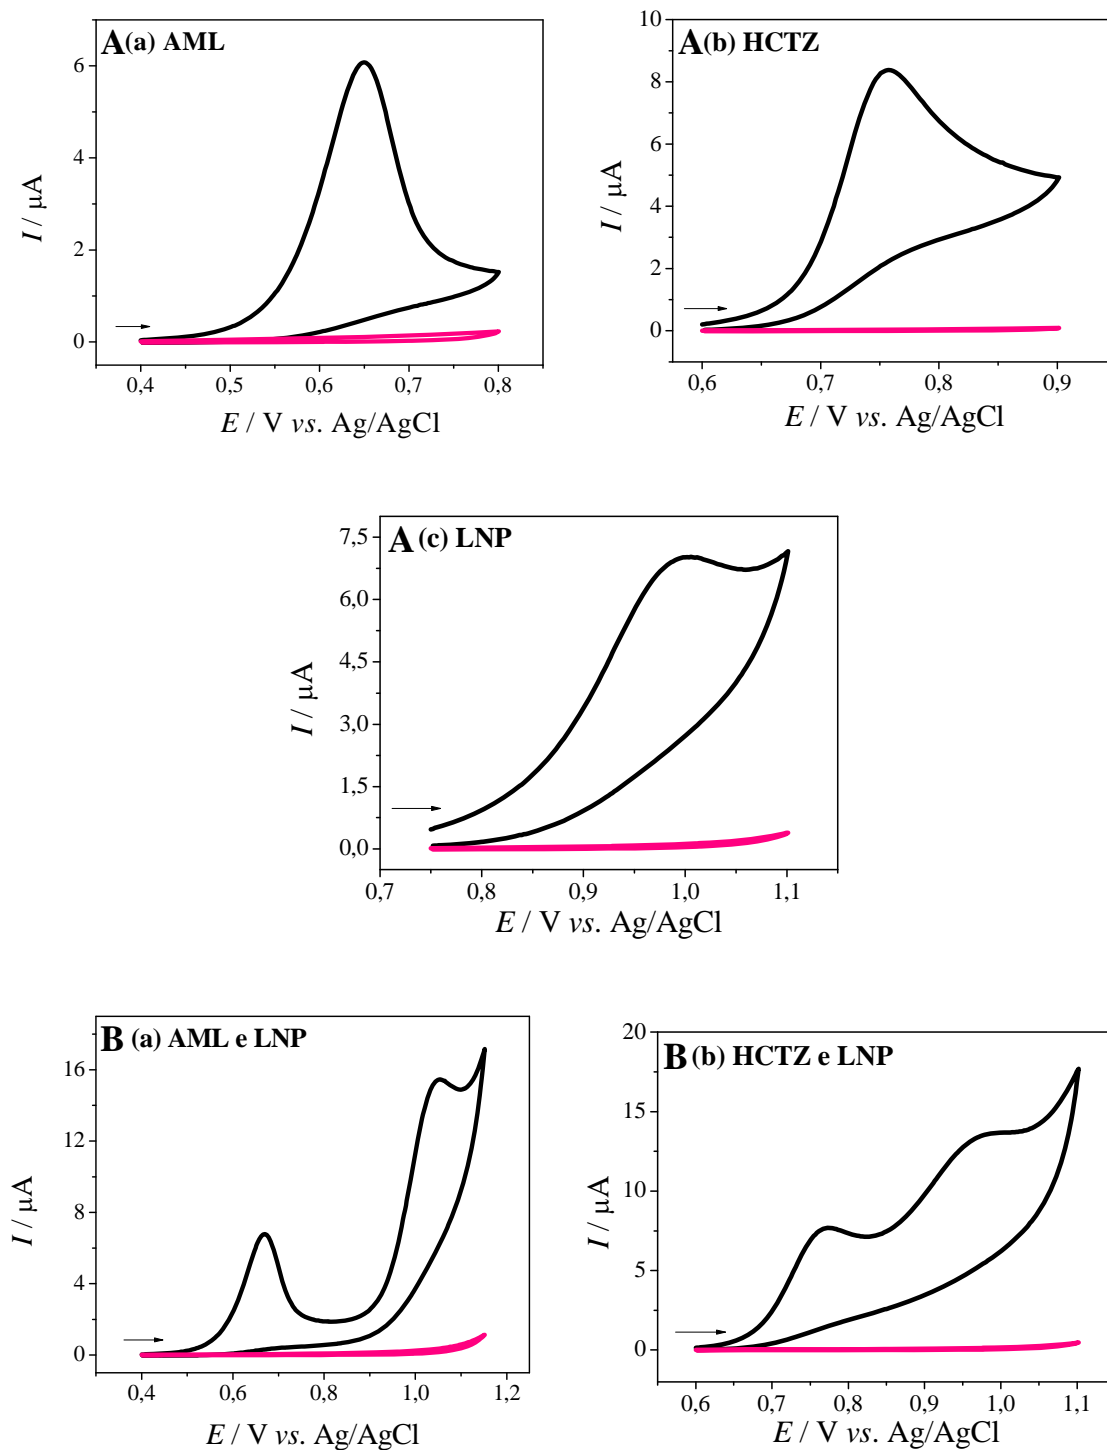 A (a) AML
6
4
2
0
I / µA
0,4 0,5 0,6 0,7 0,8
E / V vs. Ag/AgCl
A (b) HCTZ
10
8
6
4
2
0
I / µA
0,6 0,7 0,8 0,9
E / V vs. Ag/AgCl
A (c) LNP
7,5
6,0
4,5
3,0
1,5
0,0
I / µA
0,7 0,8 0,9 1,0 1,1
E / V vs. Ag/AgCl
B (a) AML e LNP
16
12
8
4
0
I / µA
0,4 0,6 0,8 1,0 1,2
E / V vs. Ag/AgCl
B (b) HCTZ e LNP
20
15
10
5
0
I / µA
0,6 0,7 0,8 0,9 1,0 1,1
E / V vs. Ag/AgCl